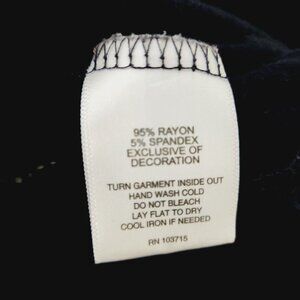 95% RAYON
5% SPANDEX
EXCLUSIVE OF
DECORATION
TURN GARMENT INSIDE OUT
HAND WASH COLD
DO NOT BLEACH
LAY FLAT TO DRY
COOL IRON IF NEEDED
RN 103715